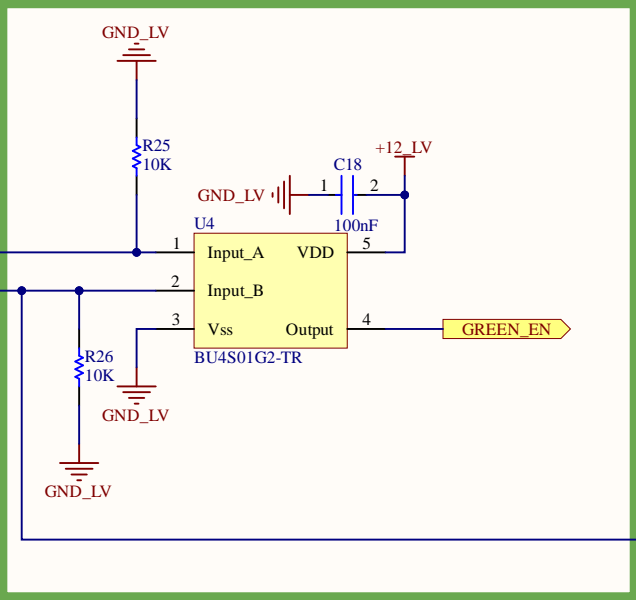 GND_LV
R25
10K
+12_LV
C18
GND_LV
1
2
100nF
U4
1
Input_A
VDD
5
2
Input_B
3
Vss
Output
4
GREEN_EN
BU4S01G2-TR
R26
10K
GND_LV
GND_LV